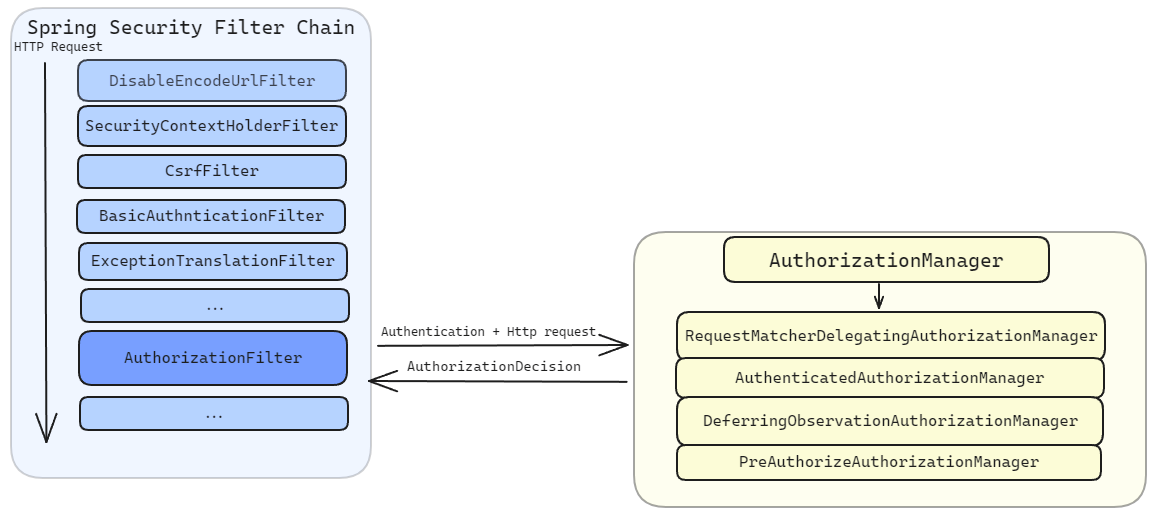 Spring Security Filter Chain
HTTP Request
DisableEncodeUrlFilter
SecurityContextHolderFilter
CsrfFilter
BasicAuthnticationFilter
ExceptionTranslationFilter
...
AuthorizationFilter
...
Authentication + Http request
AuthorizationDecision
AuthorizationManager
RequestMatcherDelegatingAuthorizationManager
AuthenticatedAuthorizationManager
DeferringObservationAuthorizationManager
PreAuthorizeAuthorizationManager